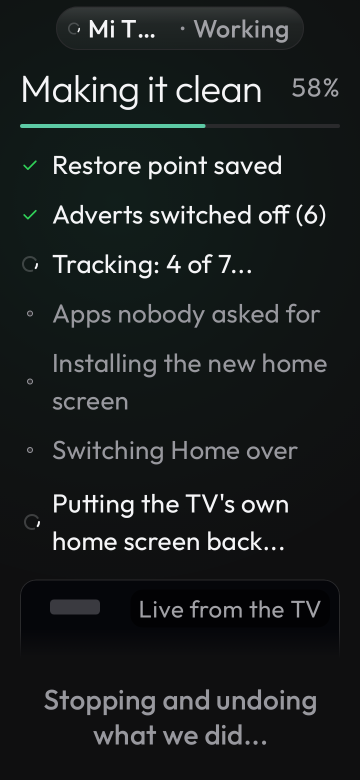 Mi T... · Working
Making it clean 58%
Restore point saved
Adverts switched off (6)
Tracking: 4 of 7...
Apps nobody asked for
Installing the new home
screen
Switching Home over
Putting the TV's own
home screen back...
Live from the TV
Stopping and undoing
what we did...